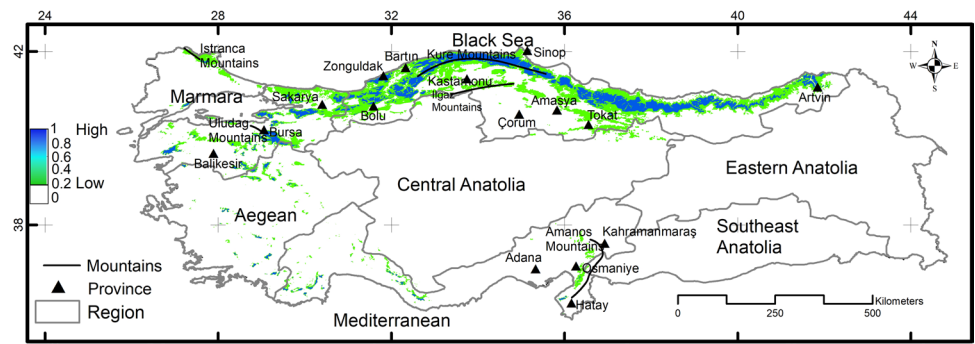 24 28 32 36 40 44
42
38
Black Sea
Istranca
Mountains
Zonguldak
Bartın
Kure Mountains
Sinop
N
W E
S
Marmara
Sakarya
Bolu
Kastamonu
Ilgaz
Mountains
Amasya
Çorum
Tokat
Artvin
Uludag
Mountains
Bursa
Balikesir
1 High
0.8
0.6
0.4
0.2 Low
0
Central Anatolia
Eastern Anatolia
Aegean
Southeast
Anatolia
Amanos
Mountains
Kahramanmaraş
Adana
Osmaniye
Hatay
Mediterranean
Mountains
Province
Region
Kilometers
0 250 500